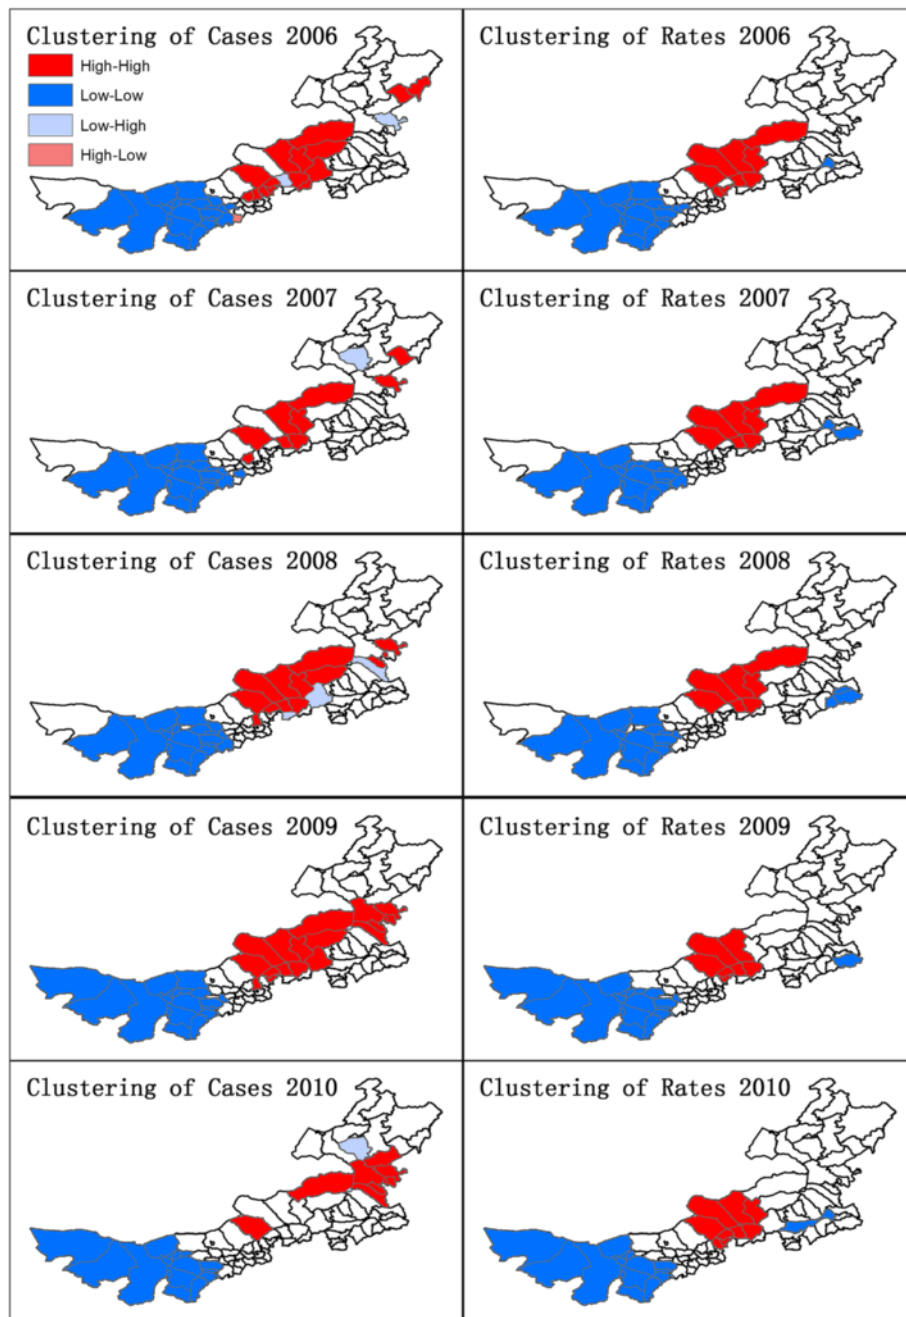 Clustering of Cases 2006
High-High
Low-Low
Low-High
High-Low
Clustering of Rates 2006
Clustering of Cases 2007
Clustering of Rates 2007
Clustering of Cases 2008
Clustering of Rates 2008
Clustering of Cases 2009
Clustering of Rates 2009
Clustering of Cases 2010
Clustering of Rates 2010